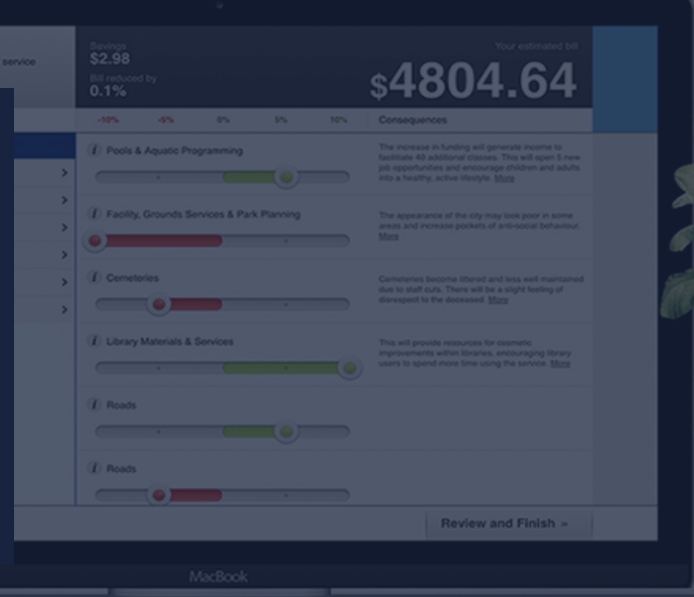 service
Savings
$2.98
Bill reduced by
0.1%
Your estimated bill
$4804.64
-10% -5% 0% 5% 10% Consequences
i Pools & Aquatic Programming
The increase in funding will generate income to
facilitate 49 additional classes. This will open 5 new
job opportunities and encourage children and adults
into a healthy, active lifestyle. More
i Facility, Grounds Services & Park Planning
The appearance of the city may look poor in some
areas and increase pockets of anti-social behaviour.
More
i Cemeteries
Cemeteries become littered and less well maintained
due to staff cuts. There will be a slight feeling of
disrespect to the deceased. More
i Library Materials & Services
This will provide resources for cosmetic
improvements within libraries, encouraging library
users to spend more time using the service. More
i Roads
i Roads
Review and Finish »
MacBook